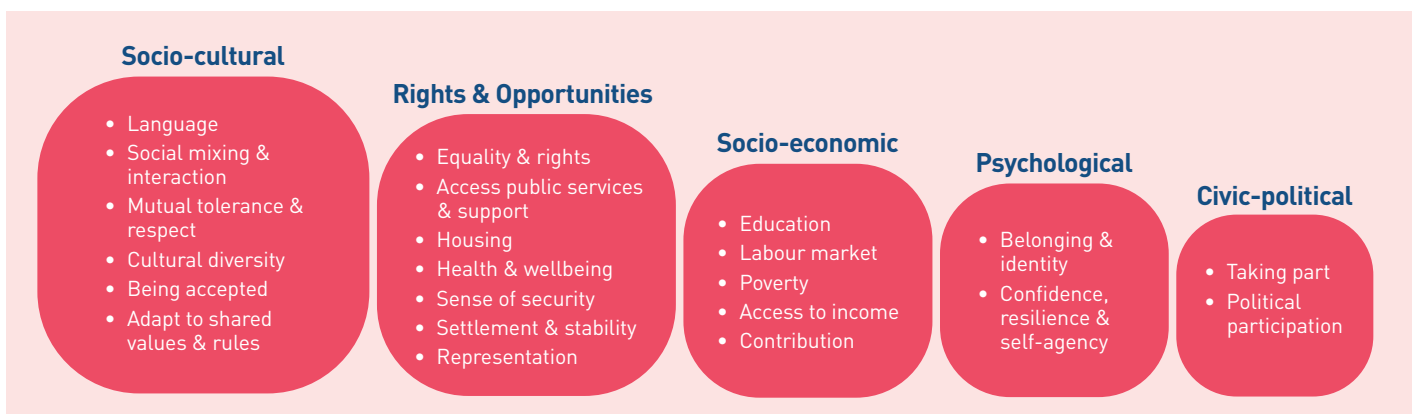 Socio-cultural
• Language
• Social mixing &
interaction
• Mutual tolerance &
respect
• Cultural diversity
• Being accepted
• Adapt to shared
values & rules
Rights & Opportunities
• Equality & rights
• Access public services
& support
• Housing
• Health & wellbeing
• Sense of security
• Settlement & stability
• Representation
Socio-economic
• Education
• Labour market
• Poverty
• Access to income
• Contribution
Psychological
• Belonging &
identity
• Confidence,
resilience &
self-agency
Civic-political
• Taking part
• Political
participation